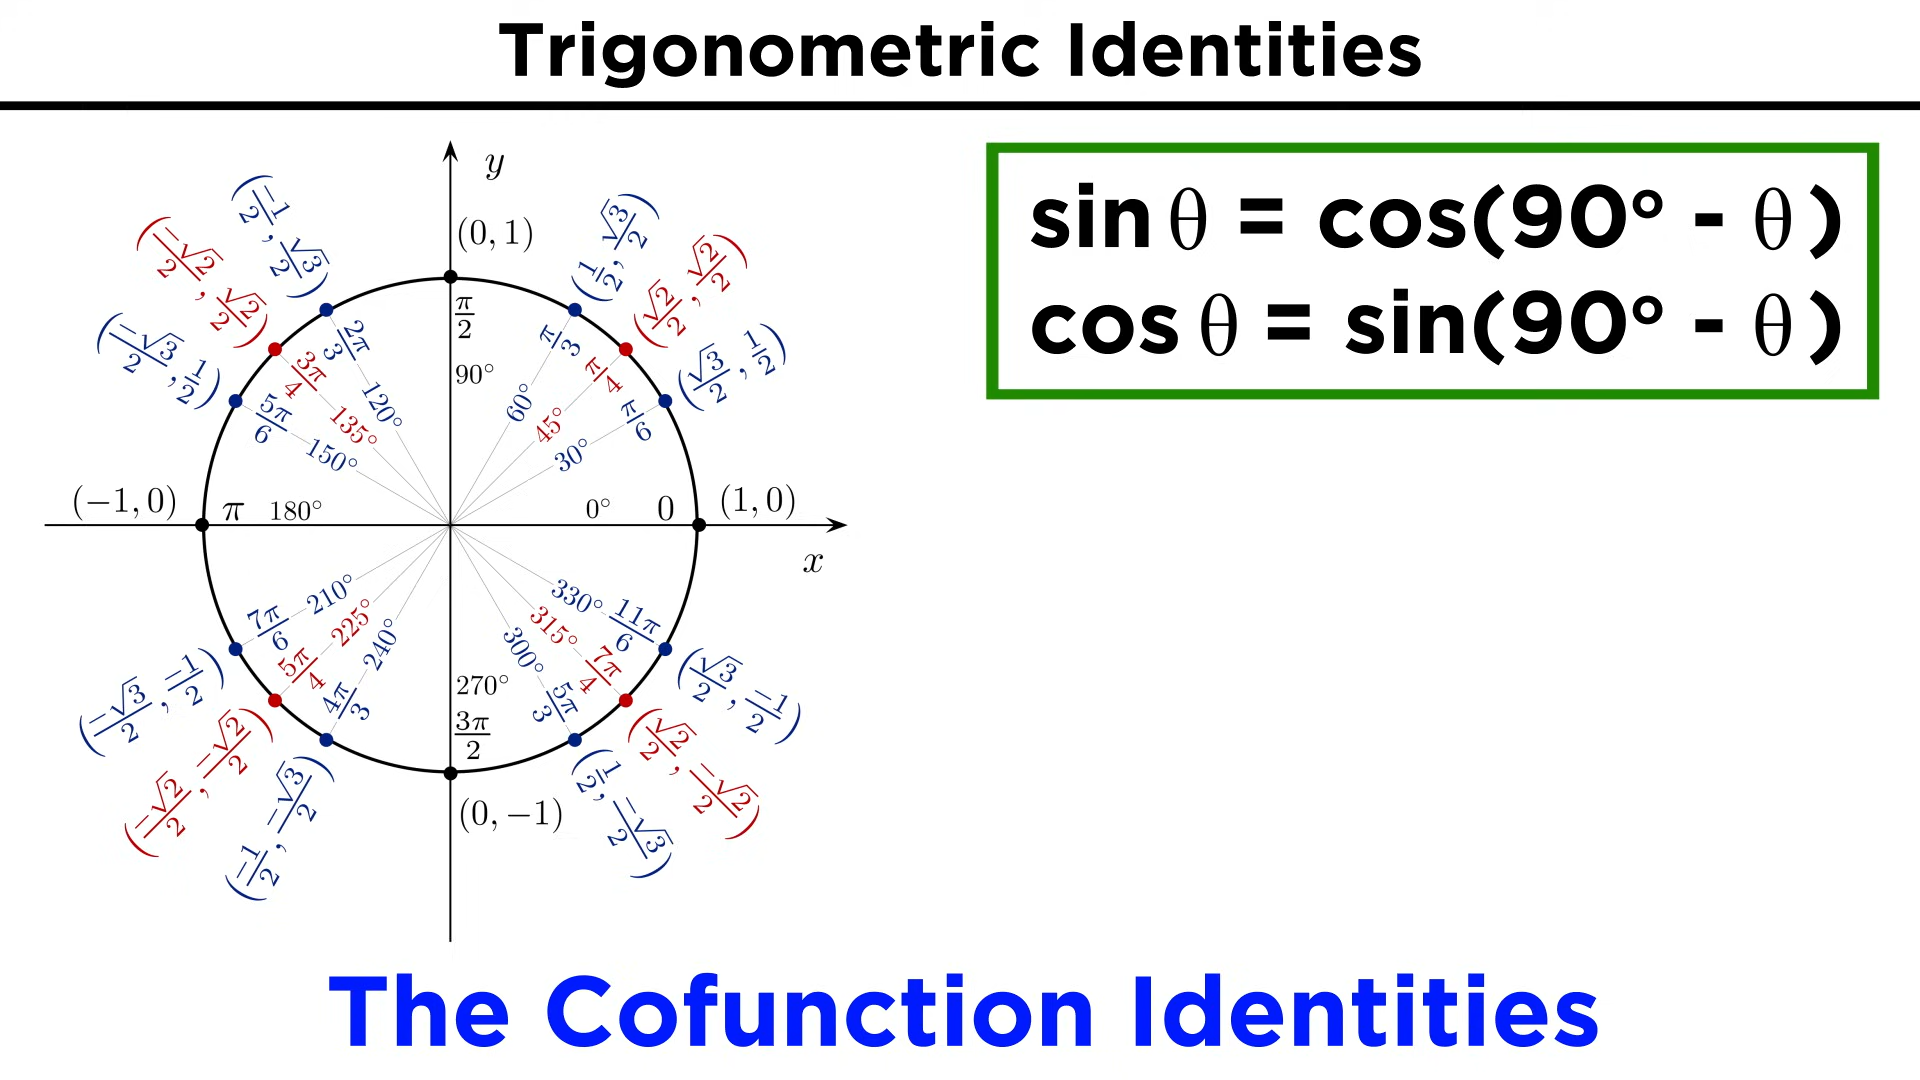 Trigonometric Identities
sin θ = cos(90° - θ )
cos θ = sin(90° - θ )
y
(0, 1)
(−1/2, √3/2)
(−√2/2, √2/2)
(−√3/2, 1/2)
(1/2, √3/2)
(√2/2, √2/2)
(√3/2, 1/2)
π/2
90°
2π/3
120°
3π/4
135°
5π/6
150°
π/3
60°
π/4
45°
π/6
30°
(−1, 0)
π
180°
0°
0
(1, 0)
x
7π/6
210°
5π/4
225°
4π/3
240°
270°
3π/2
300°
5π/3
315°
7π/4
330°
11π/6
(−√3/2, −1/2)
(−√2/2, −√2/2)
(−1/2, −√3/2)
(0, −1)
(1/2, −√3/2)
(√2/2, −√2/2)
(√3/2, −1/2)
The Cofunction Identities